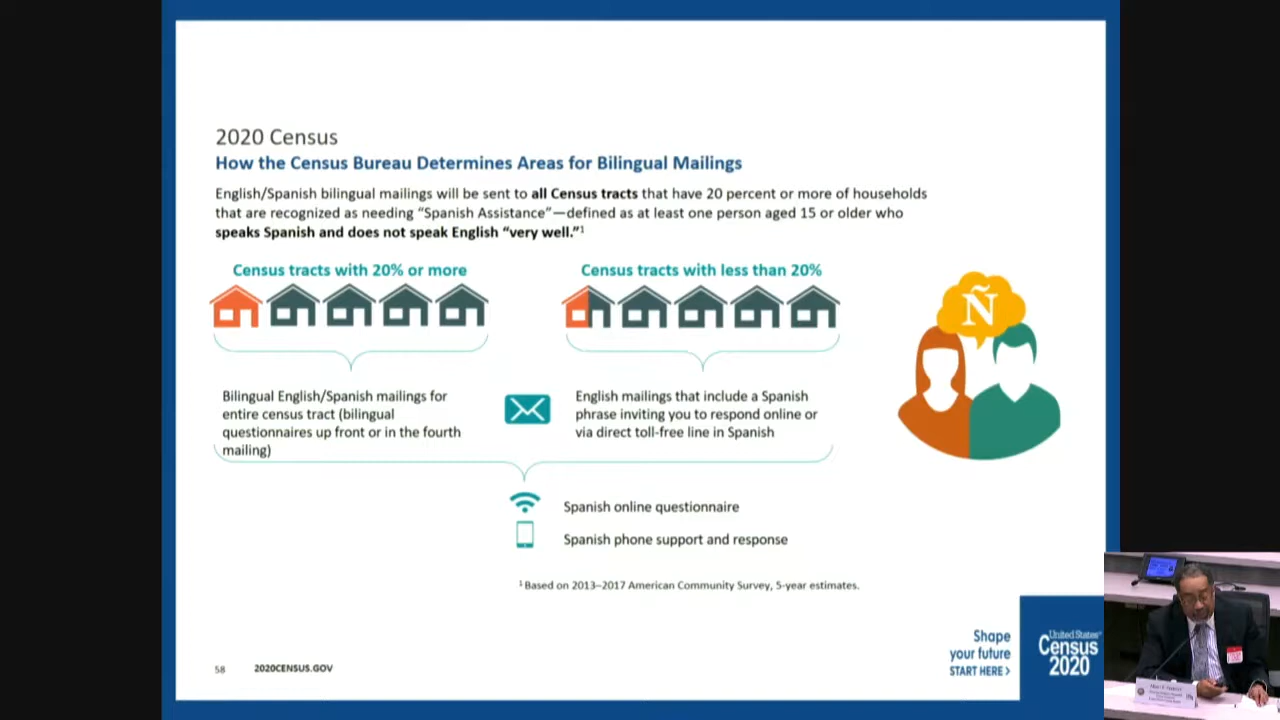 2020 Census
How the Census Bureau Determines Areas for Bilingual Mailings
English/Spanish bilingual mailings will be sent to all Census tracts that have 20 percent or more of households
that are recognized as needing “Spanish Assistance”—defined as at least one person aged 15 or older who
speaks Spanish and does not speak English “very well.”1
Census tracts with 20% or more
Census tracts with less than 20%
Ñ
Bilingual English/Spanish mailings for
entire census tract (bilingual
questionnaires up front or in the fourth
mailing)
English mailings that include a Spanish
phrase inviting you to respond online or
via direct toll-free line in Spanish
Spanish online questionnaire
Spanish phone support and response
1 Based on 2013–2017 American Community Survey, 5-year estimates.
58
2020CENSUS.GOV
Shape
your future
START HERE >
United States®
Census
2020